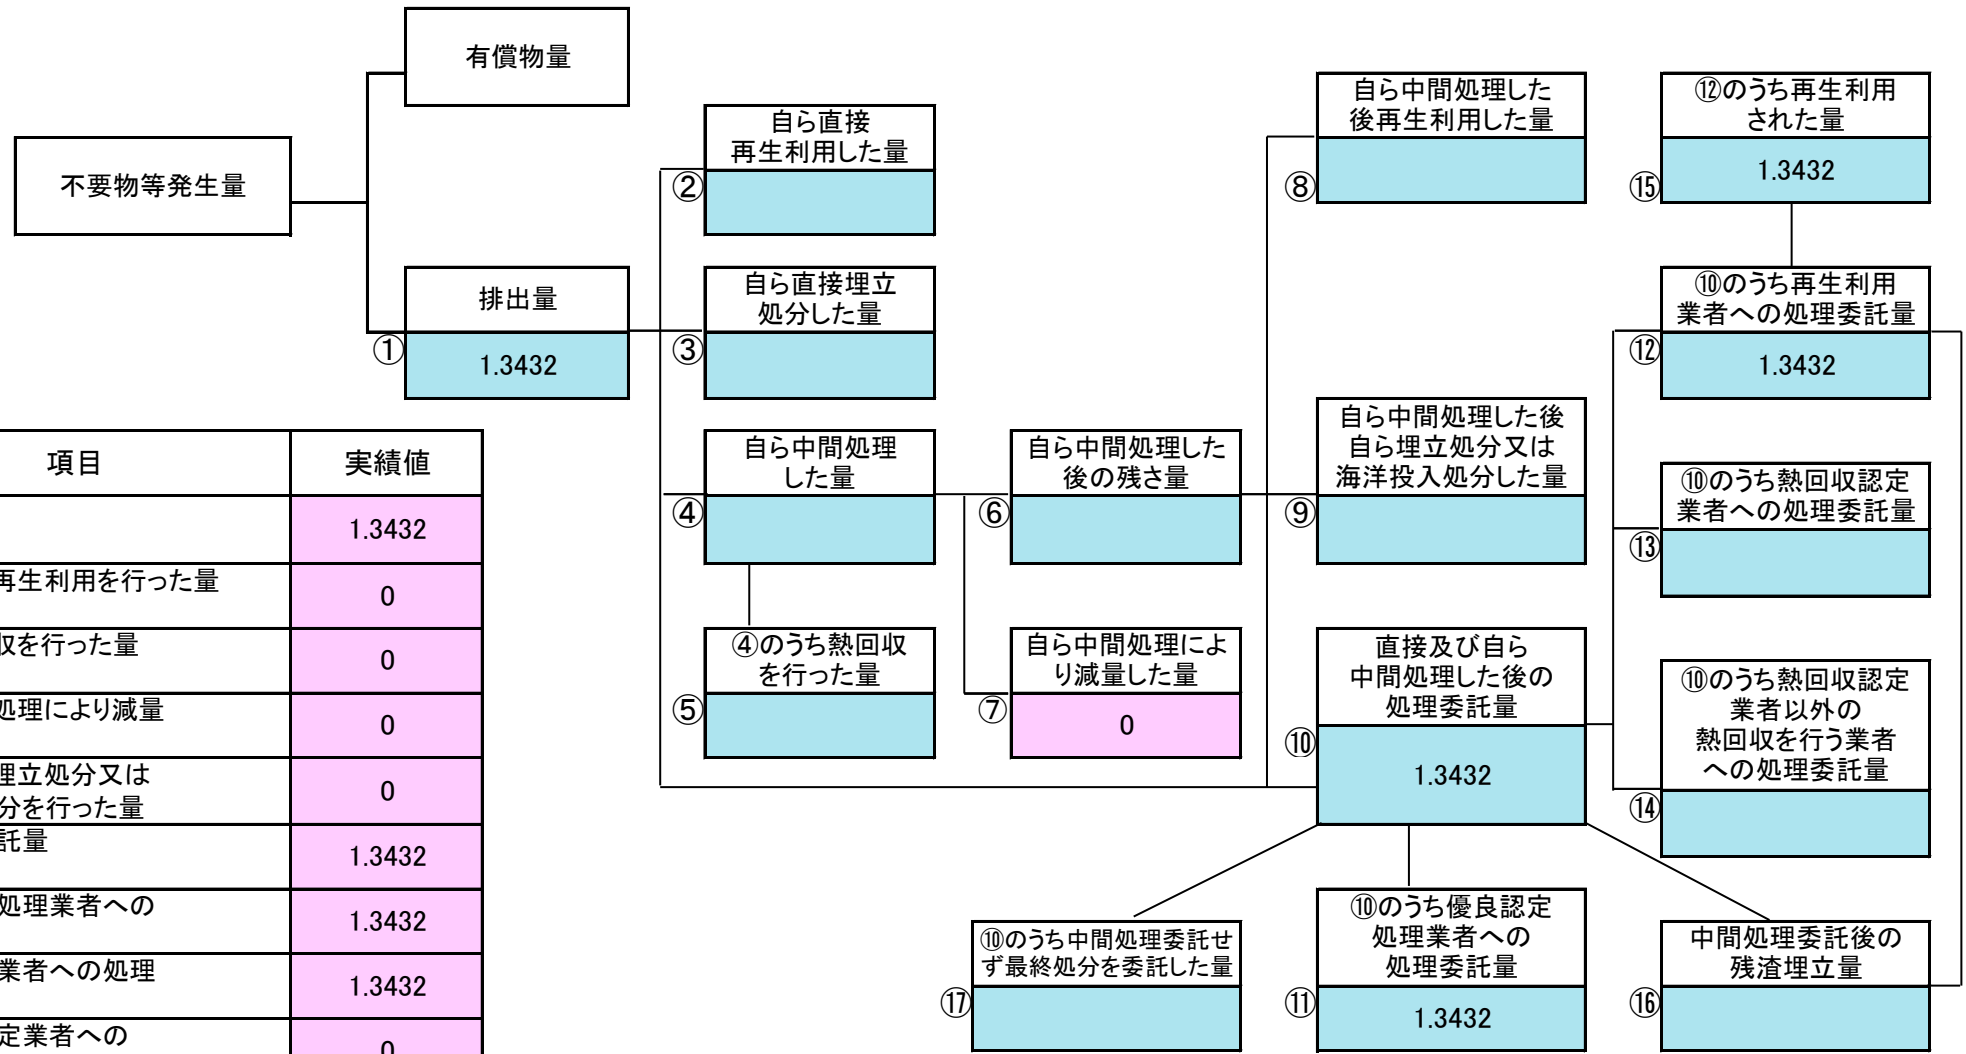 有償物量
不要物等発生量
排出量
①
1.3432
自ら直接
再生利用した量
②
自ら直接埋立
処分した量
③
自ら中間処理
した量
④
④のうち熱回収
を行った量
⑤
自ら中間処理した
後の残さ量
⑥
自ら中間処理によ
り減量した量
⑦
0
自ら中間処理した
後再生利用した量
⑧
自ら中間処理した後
自ら埋立処分又は
海洋投入処分した量
⑨
直接及び自ら
中間処理した後の
処理委託量
⑩
1.3432
⑫のうち再生利用
された量
⑮
1.3432
⑩のうち再生利用
業者への処理委託量
⑫
1.3432
⑩のうち熱回収認定
業者への処理委託量
⑬
⑩のうち熱回収認定
業者以外の
熱回収を行う業者
への処理委託量
⑭
⑩のうち中間処理委託せ
ず最終処分を委託した量
⑰
⑩のうち優良認定
処理業者への
処理委託量
⑪
1.3432
中間処理委託後の
残渣埋立量
⑯
項目 実績値
1.3432
再生利用を行った量
0
収を行った量
0
処理により減量
0
埋立処分又は
分を行った量
0
託量
1.3432
処理業者への
1.3432
業者への処理
1.3432
定業者への
0